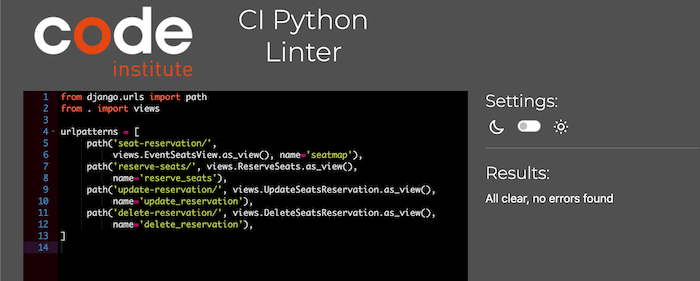 code
institute
CI Python
Linter
1 from django.urls import path
2 from . import views
3
4 urlpatterns = [
5 path('seat-reservation/',
6 views.EventSeatsView.as_view(), name='seatmap'),
7 path('reserve-seats/', views.ReserveSeats.as_view(),
8 name='reserve_seats'),
9 path('update-reservation/', views.UpdateSeatsReservation.as_view(),
10 name='update_reservation'),
11 path('delete-reservation/', views.DeleteSeatsReservation.as_view(),
12 name='delete_reservation'),
13 ]
14
Settings:
Results:
All clear, no errors found